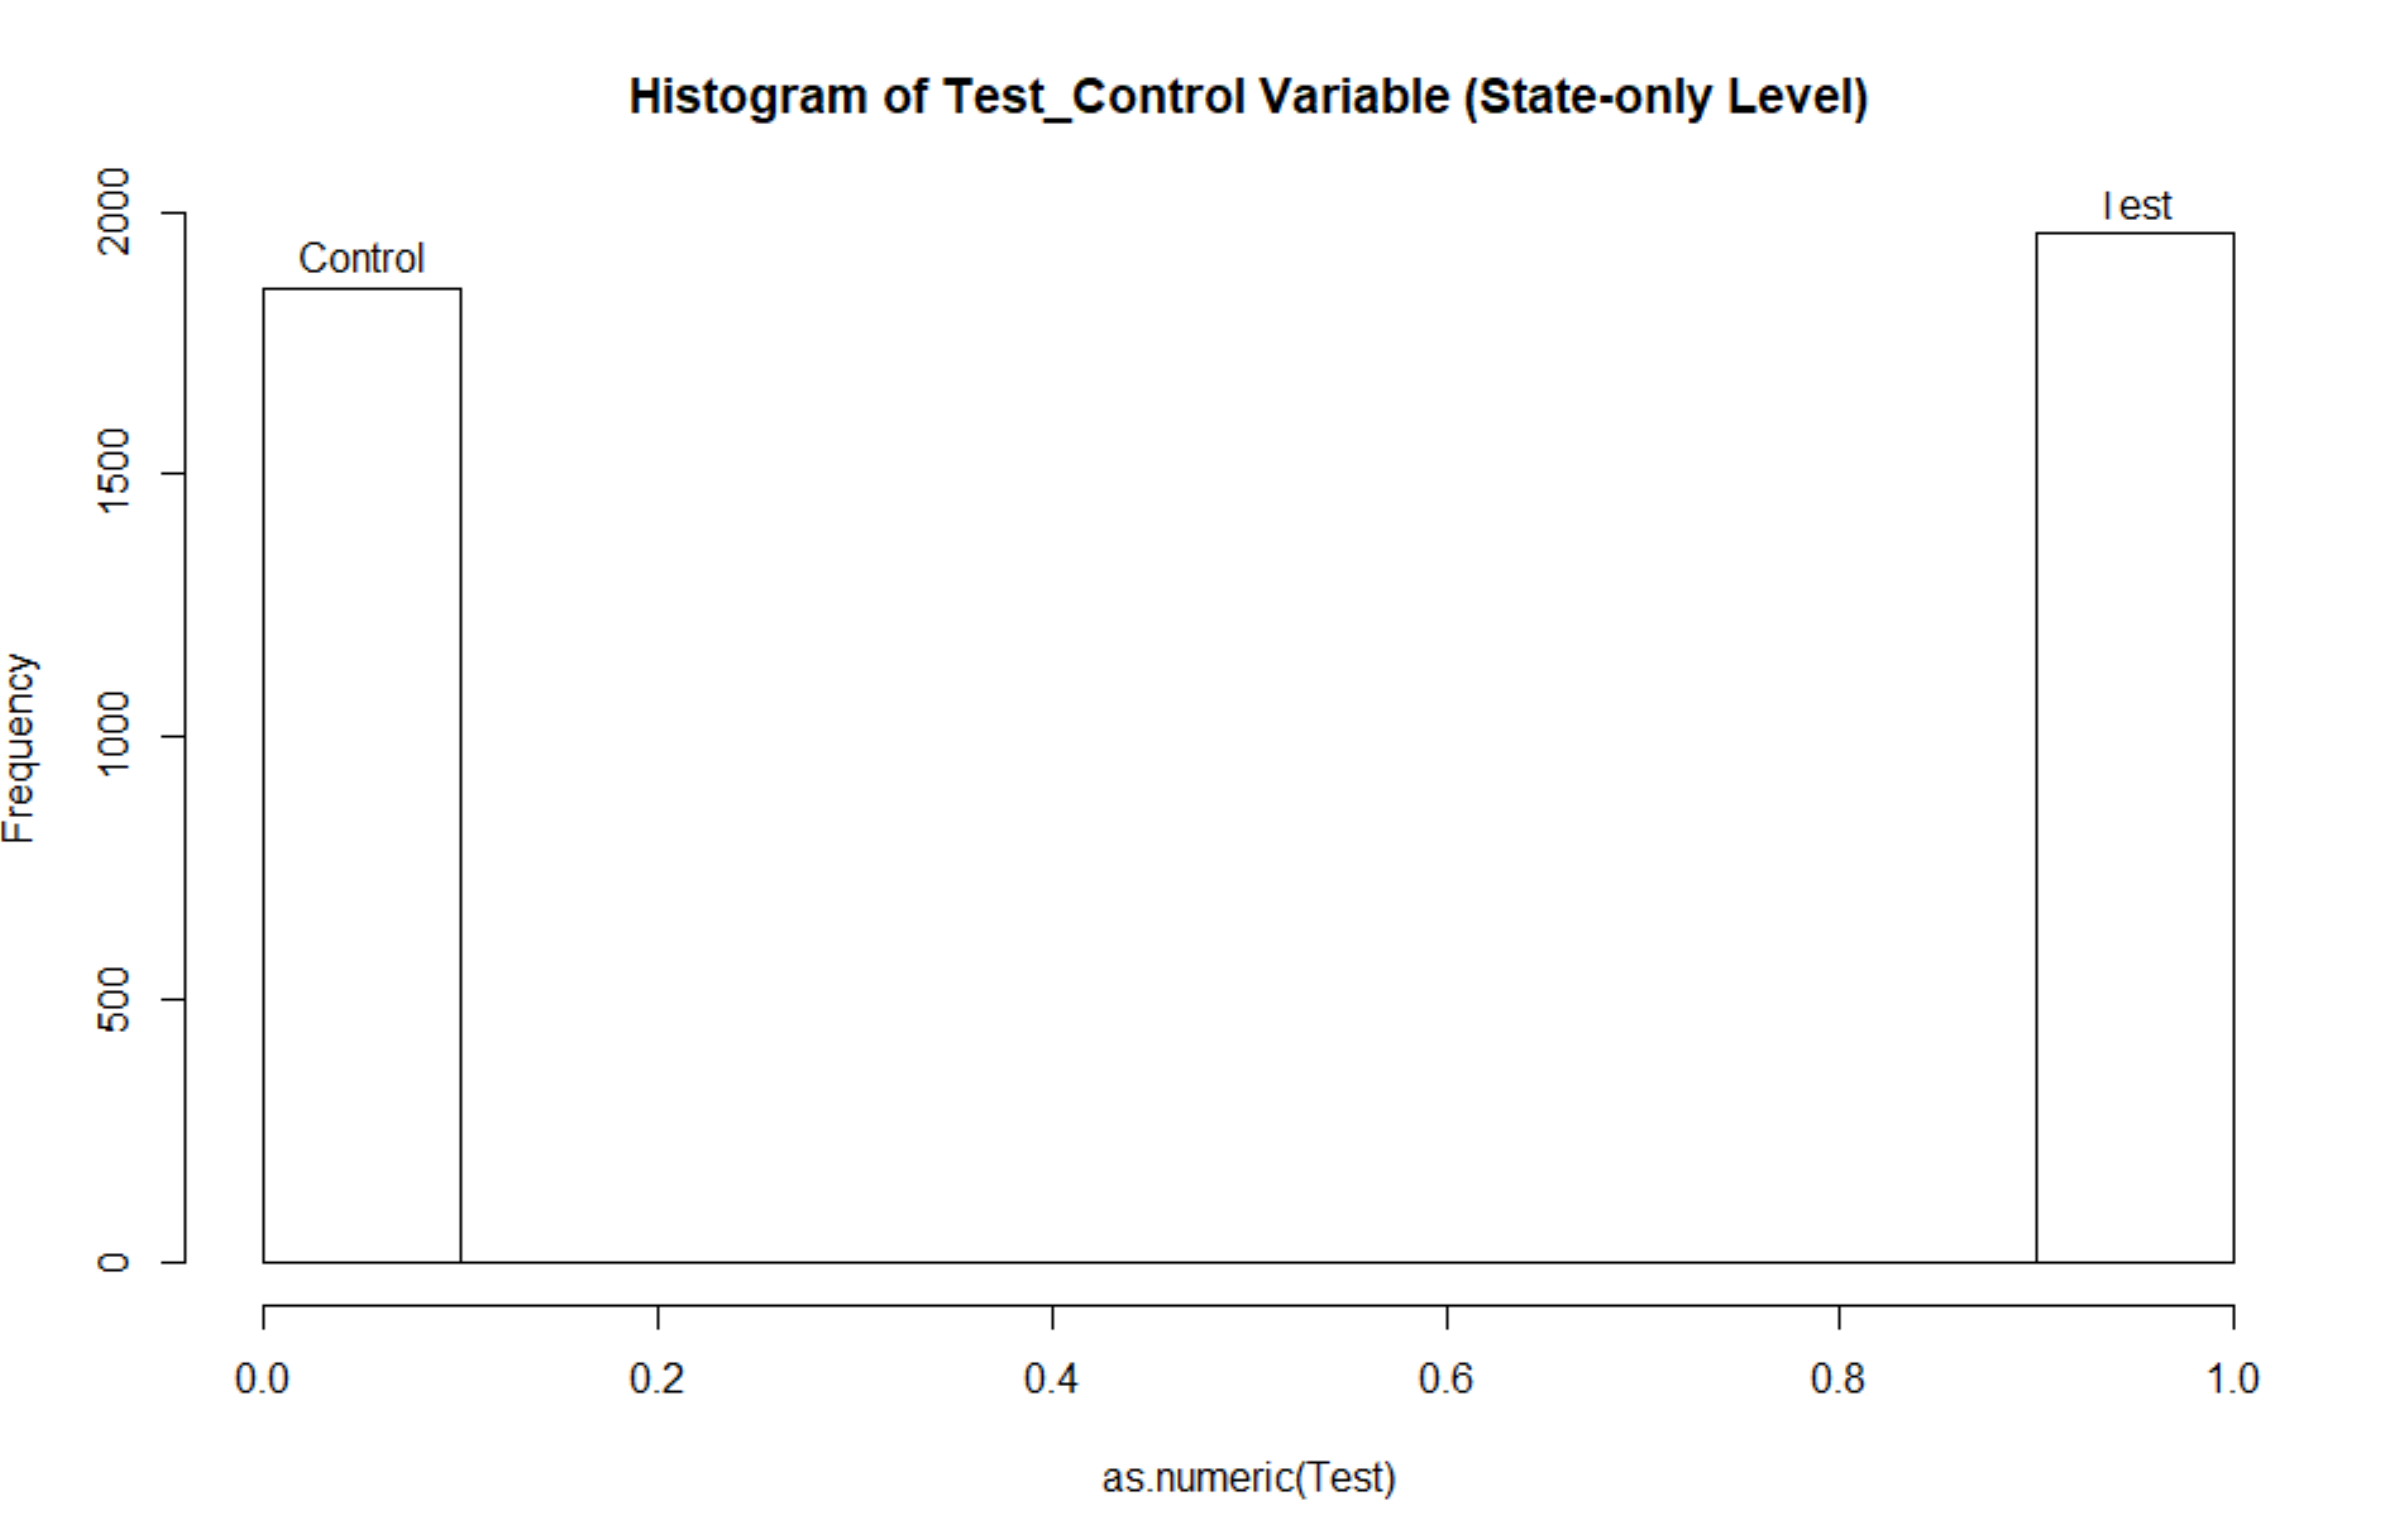 Histogram of Test_Control Variable (State-only Level)
2000
1500
1000
500
0
Frequency
Control
Test
0.0 0.2 0.4 0.6 0.8 1.0
as.numeric(Test)